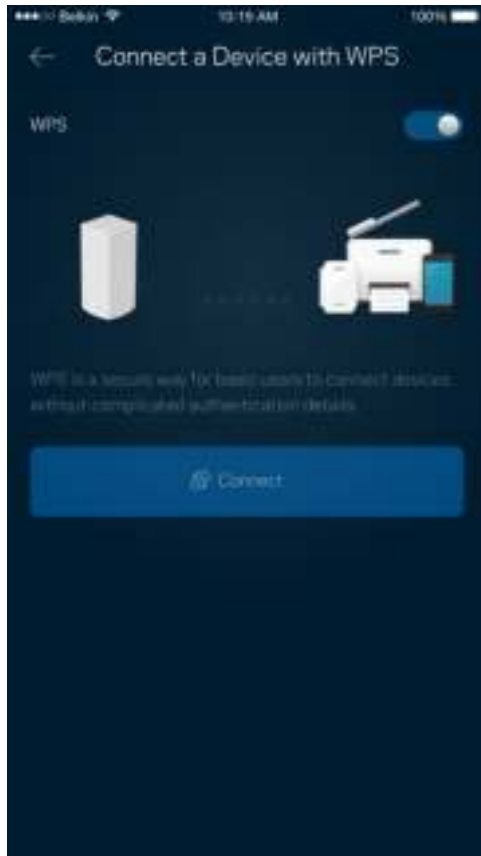 Belkin 10:15 AM 100%
Connect a Device with WPS
WPS
WPS is a secure way for basic users to connect devices
without complicated authentication details.
Connect